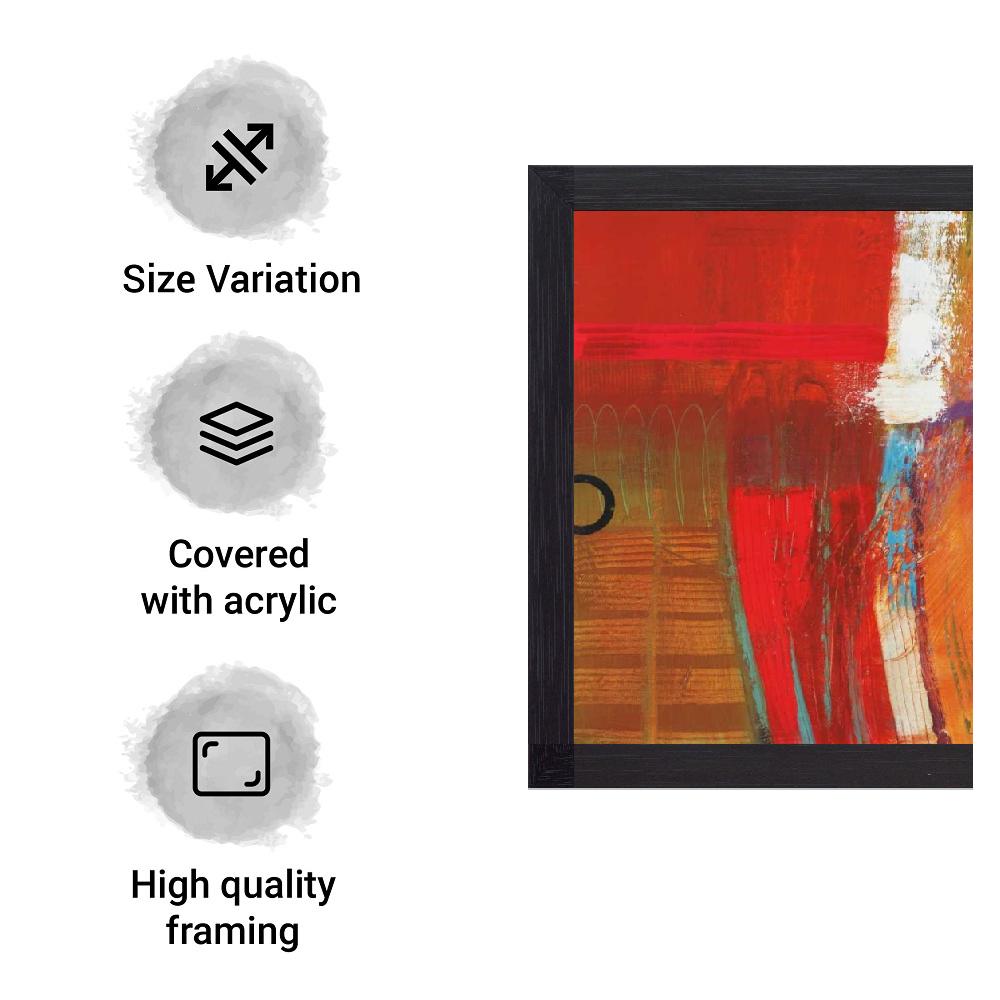 Size Variation
Covered
with acrylic
High quality
framing